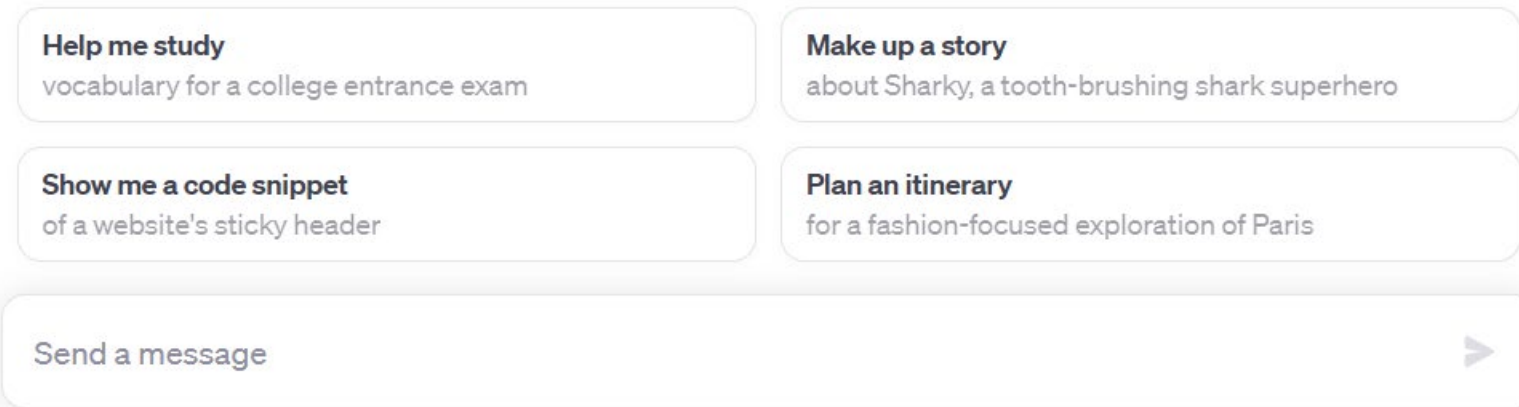 Help me study
vocabulary for a college entrance exam
Make up a story
about Sharky, a tooth-brushing shark superhero
Show me a code snippet
of a website's sticky header
Plan an itinerary
for a fashion-focused exploration of Paris
Send a message